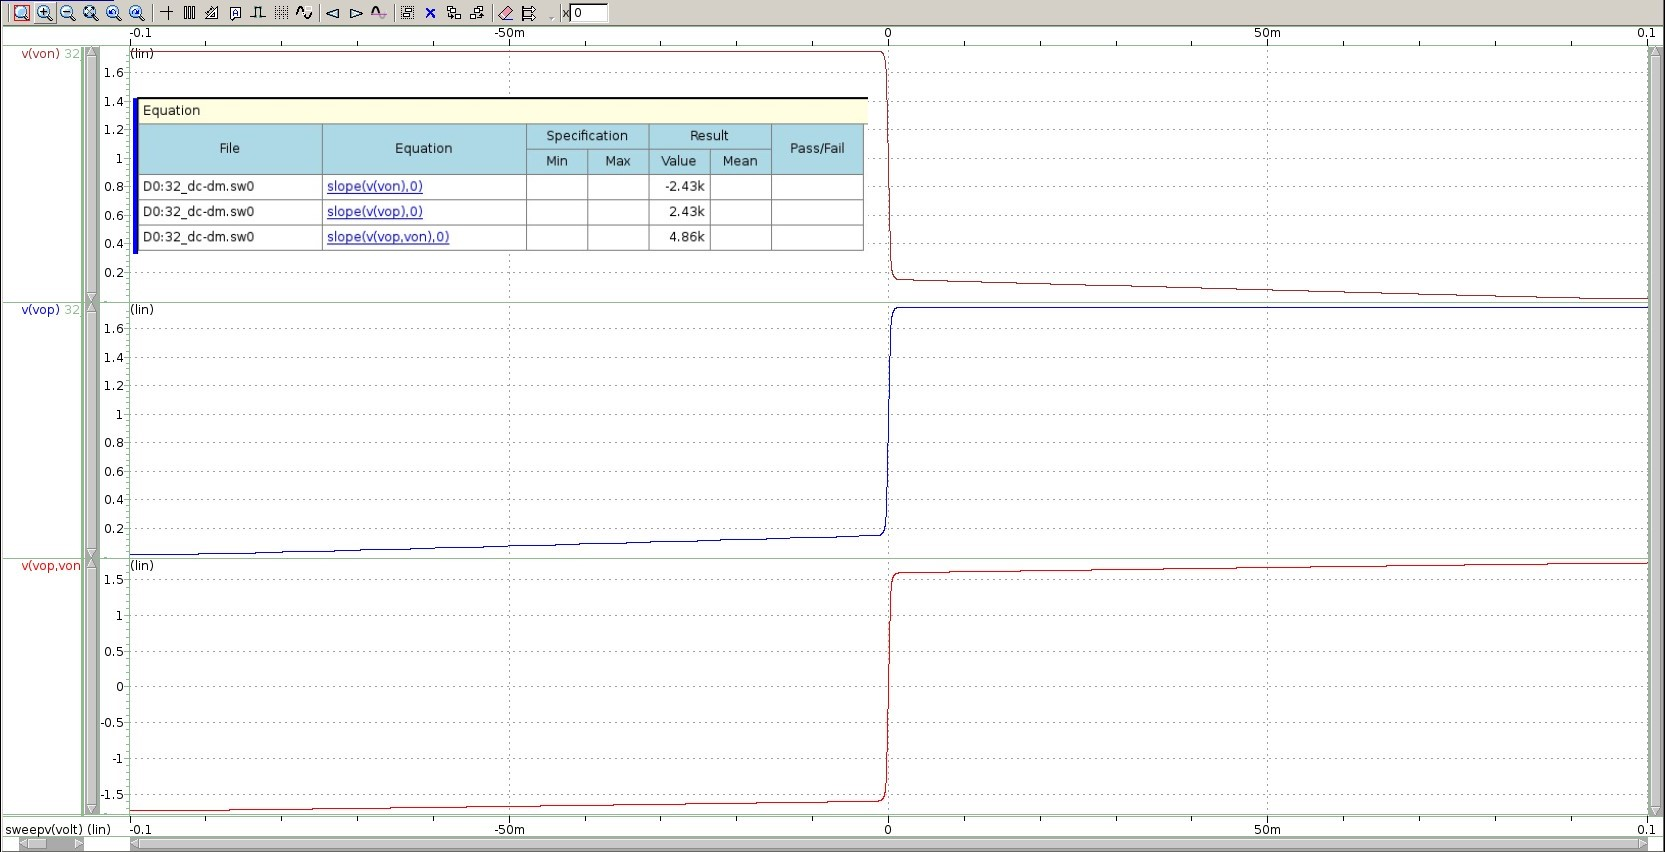 x 0
-0.1 -50m 0 50m 0.1
v(von) 32 (lin)
1.6
1.4
1.2
1
0.8
0.6
0.4
0.2
Equation
File Equation Specification Result Pass/Fail
Min Max Value Mean
D0:32_dc-dm.sw0 slope(v(von),0) -2.43k
D0:32_dc-dm.sw0 slope(v(vop),0) 2.43k
D0:32_dc-dm.sw0 slope(v(vop,von),0) 4.86k
v(vop) 32 (lin)
1.6
1.4
1.2
1
0.8
0.6
0.4
0.2
v(vop,von (lin)
1.5
1
0.5
0
-0.5
-1
-1.5
sweepv(volt) (lin) -0.1 -50m 0 50m 0.1